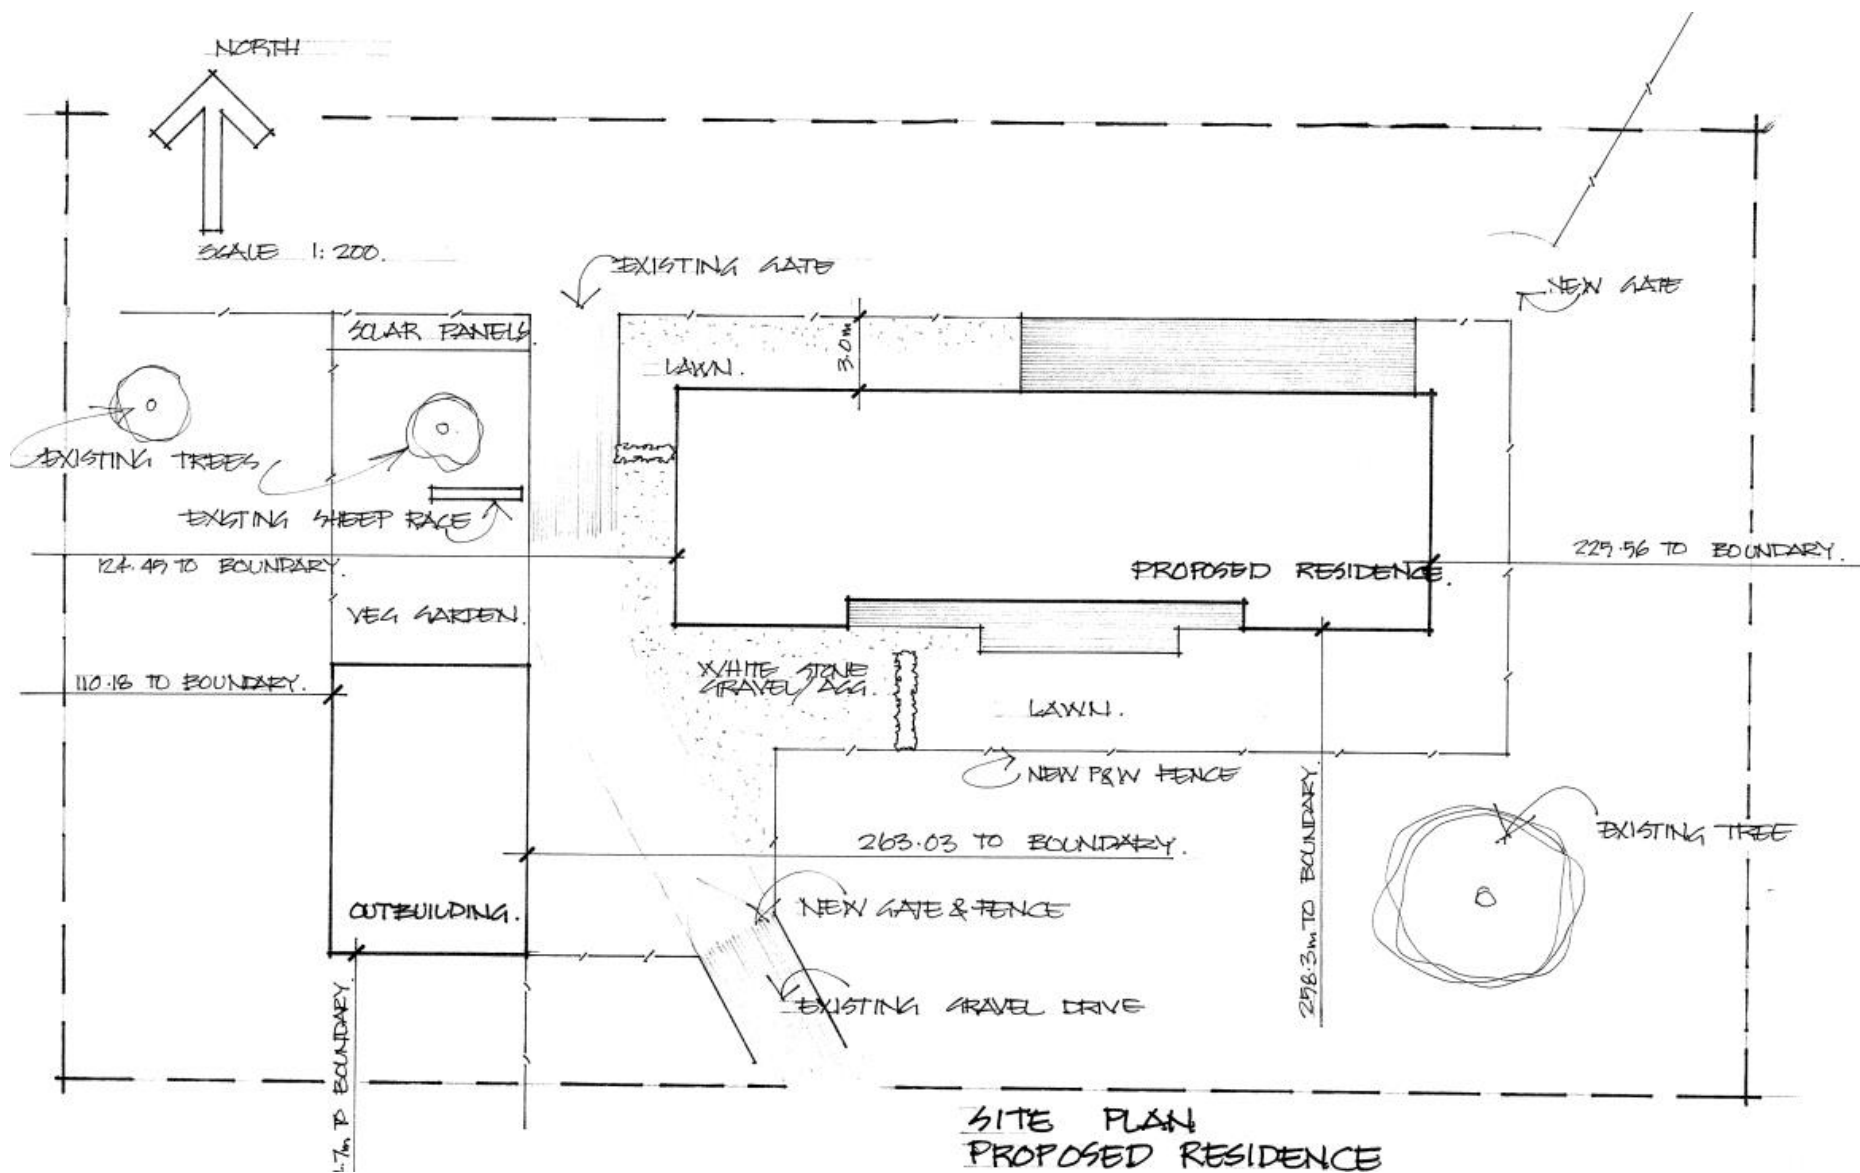 NORTH
SCALE 1:200.
EXISTING GATE
NEW GATE
SOLAR PANELS.
LAWN.
3.0m
EXISTING TREES
EXISTING SHEEP RACE
124.45 TO BOUNDARY.
225.56 TO BOUNDARY.
PROPOSED RESIDENCE.
VEG GARDEN.
110.18 TO BOUNDARY.
WHITE STONE
GRAVEL/AGG.
LAWN.
NEW P&W FENCE
EXISTING TREE
263.03 TO BOUNDARY.
258.3m TO BOUNDARY.
OUTBUILDING.
NEW GATE & FENCE
EXISTING GRAVEL DRIVE
TO BOUNDARY.
SITE PLAN
PROPOSED RESIDENCE